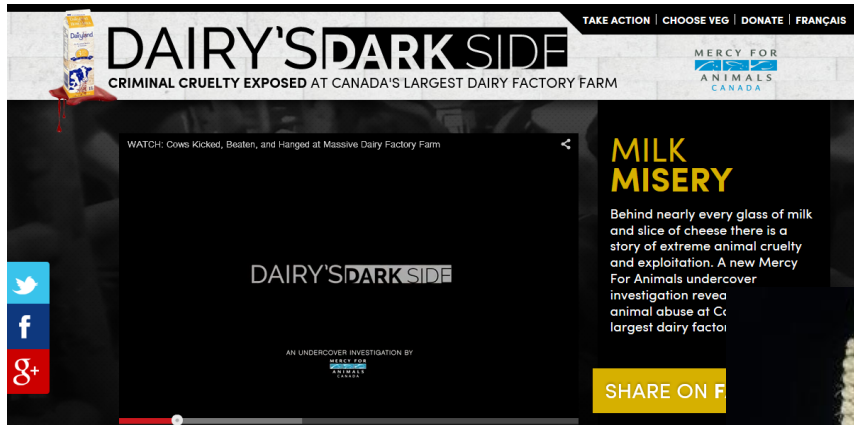 TAKE ACTION | CHOOSE VEG | DONATE | FRANÇAIS
Dairyland
DAIRY'S DARK SIDE
CRIMINAL CRUELTY EXPOSED AT CANADA'S LARGEST DAIRY FACTORY FARM
MERCY FOR
ANIMALS
CANADA
WATCH: Cows Kicked, Beaten, and Hanged at Massive Dairy Factory Farm
DAIRY'S DARK SIDE
AN UNDERCOVER INVESTIGATION BY
MERCY FOR
ANIMALS
CANADA
MILK
MISERY
Behind nearly every glass of milk
and slice of cheese there is a
story of extreme animal cruelty
and exploitation. A new Mercy
For Animals undercover
investigation revea
animal abuse at
largest dairy
SHARE ON
f
g+